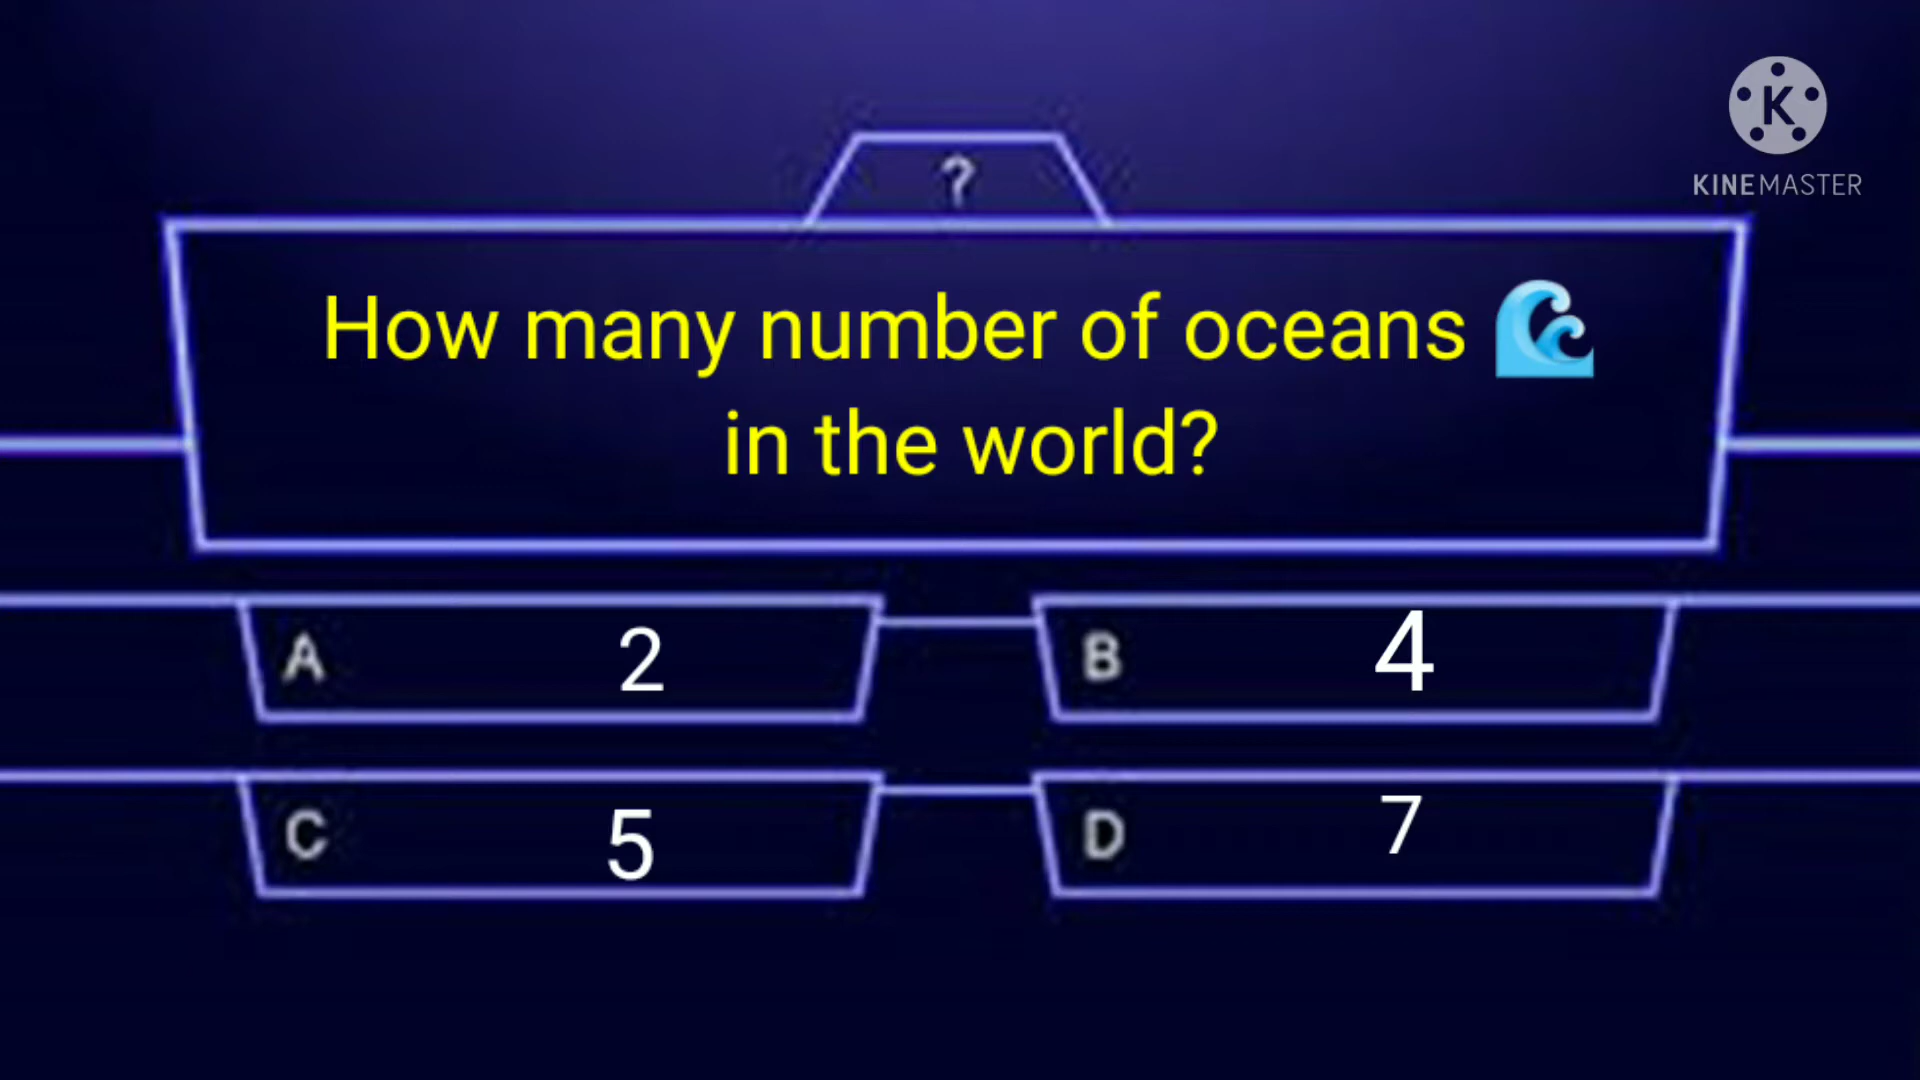 K
KINEMASTER
?
How many number of oceans 🌊
in the world?
A 2
B 4
C 5
D 7